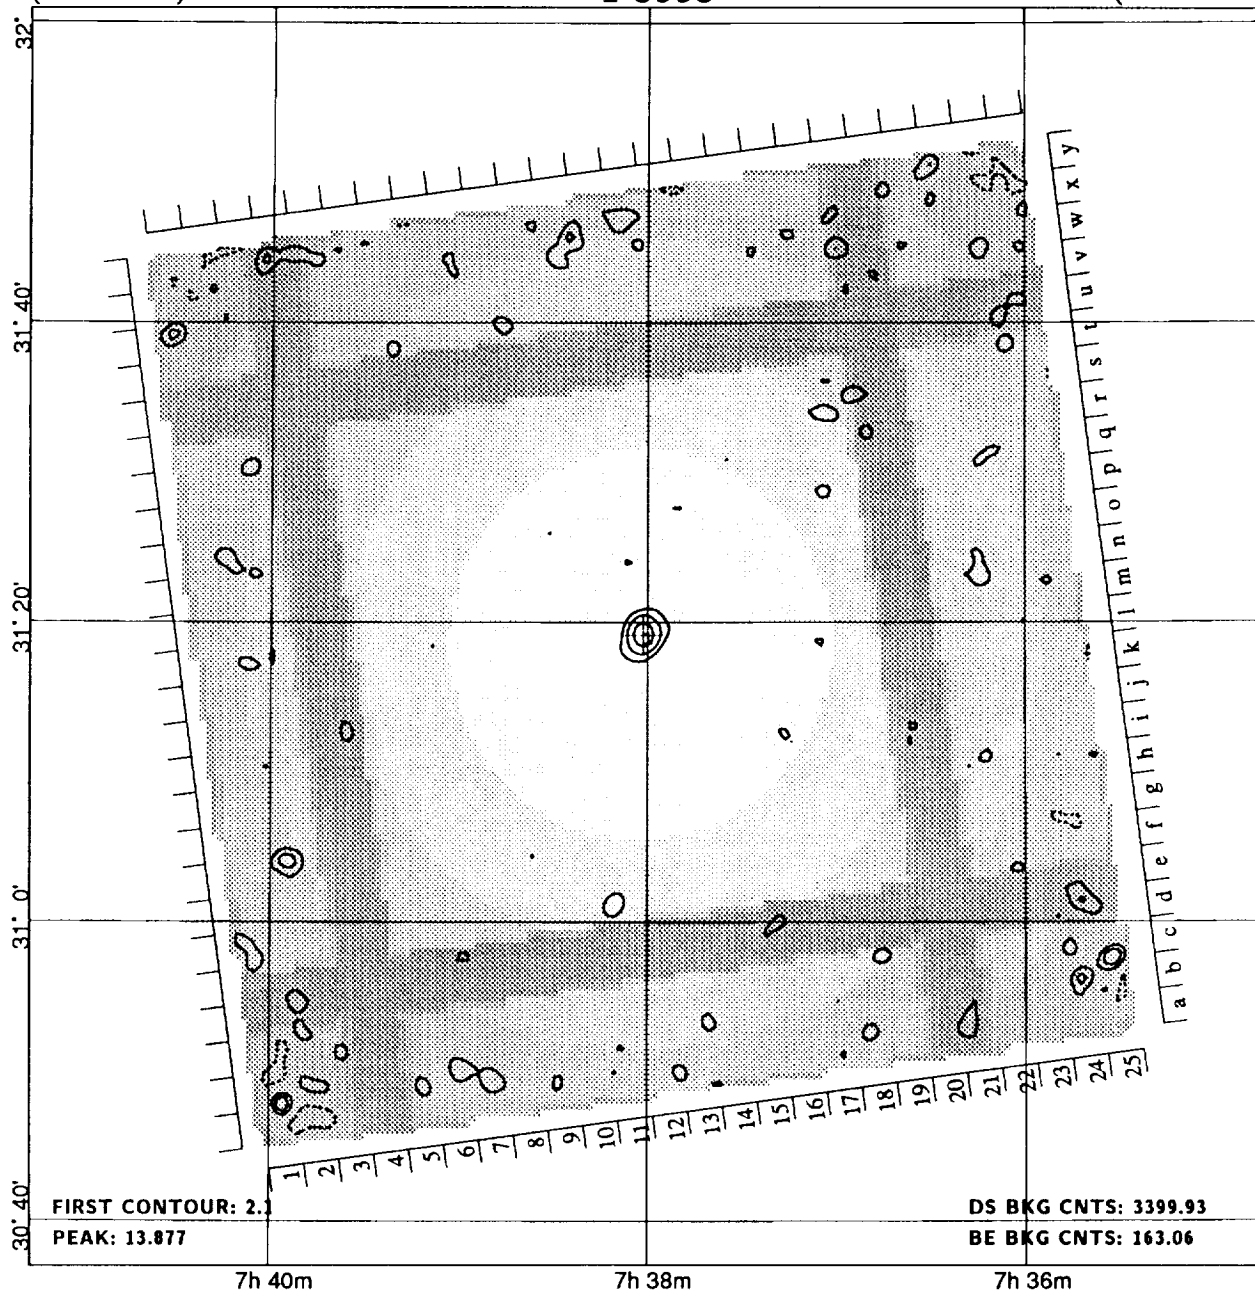 32°
31° 40'
31° 20'
31° 0'
30° 40'
y
x
w
v
u
t
s
r
q
p
o
n
m
l
k
j
i
h
g
f
e
d
c
b
a
1 2 3 4 5 6 7 8 9 10 11 12 13 14 15 16 17 18 19 20 21 22 23 24 25
FIRST CONTOUR: 2.1
PEAK: 13.877
DS BKG CNTS: 3399.93
BE BKG CNTS: 163.06
7h 40m 7h 38m 7h 36m